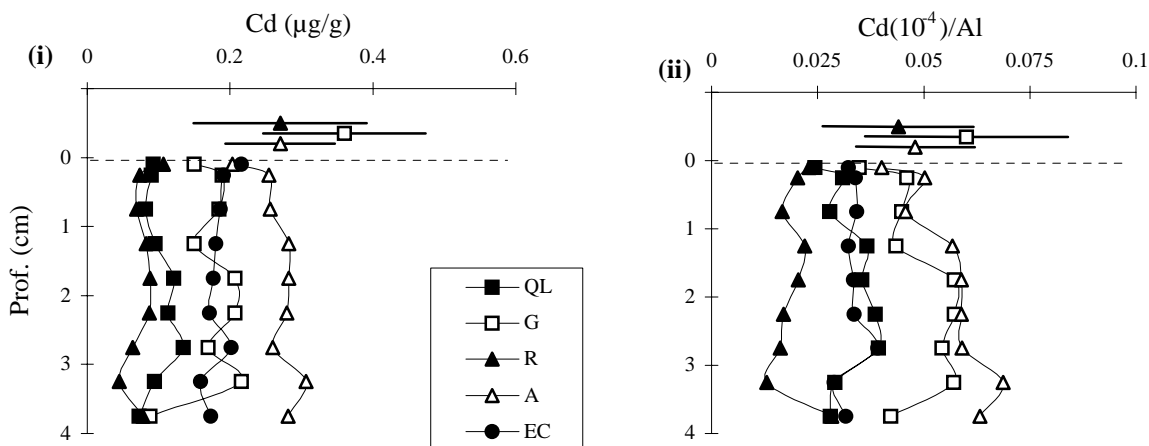 Cd (µg/g)
(i)
0 0.2 0.4 0.6
Prof. (cm)
0
1
2
3
4
QL
G
R
A
EC
Cd(10⁻⁴)/Al
(ii)
0 0.025 0.05 0.075 0.1
0
1
2
3
4